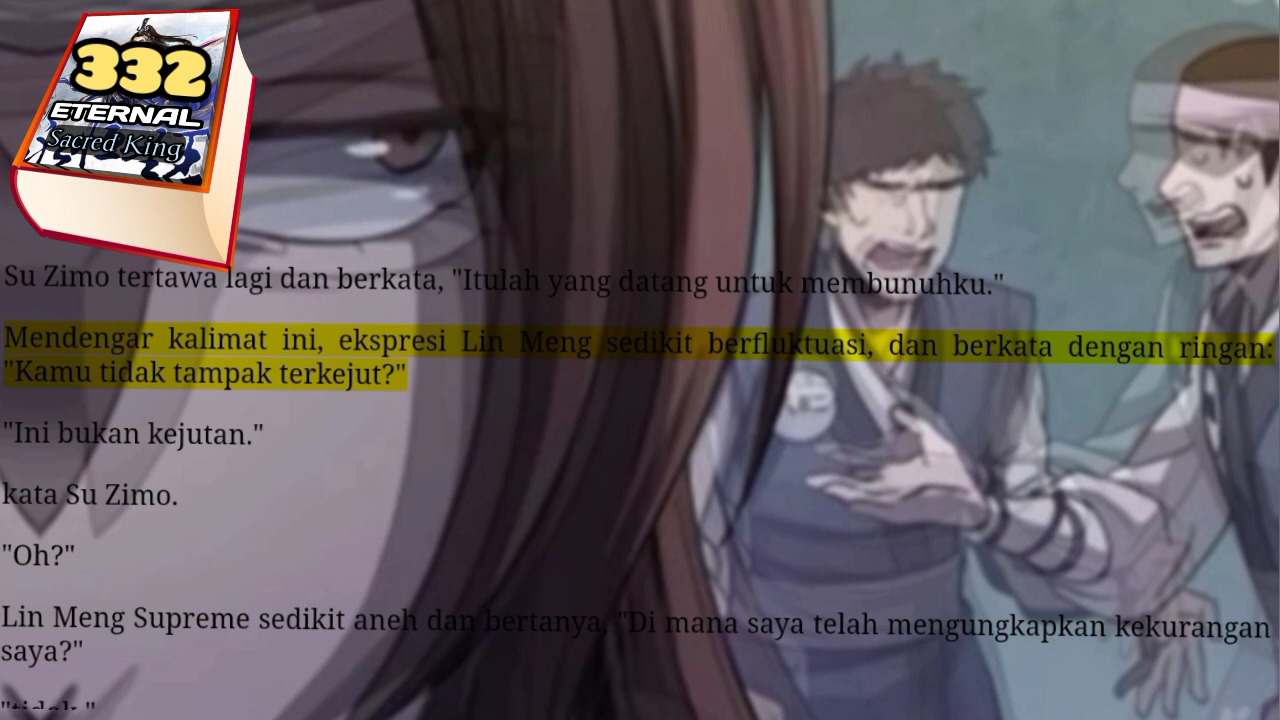 332
ETERNAL
Sacred King
Su Zimo tertawa lagi dan berkata, "Itulah yang datang untuk membunuhku."
Mendengar kalimat ini, ekspresi Lin Meng sedikit berfluktuasi, dan berkata dengan ringan:
"Kamu tidak tampak terkejut?"
"Ini bukan kejutan."
kata Su Zimo.
"Oh?"
Lin Meng Supreme sedikit aneh dan bertanya, "Di mana saya telah mengungkapkan kekurangan
saya?"